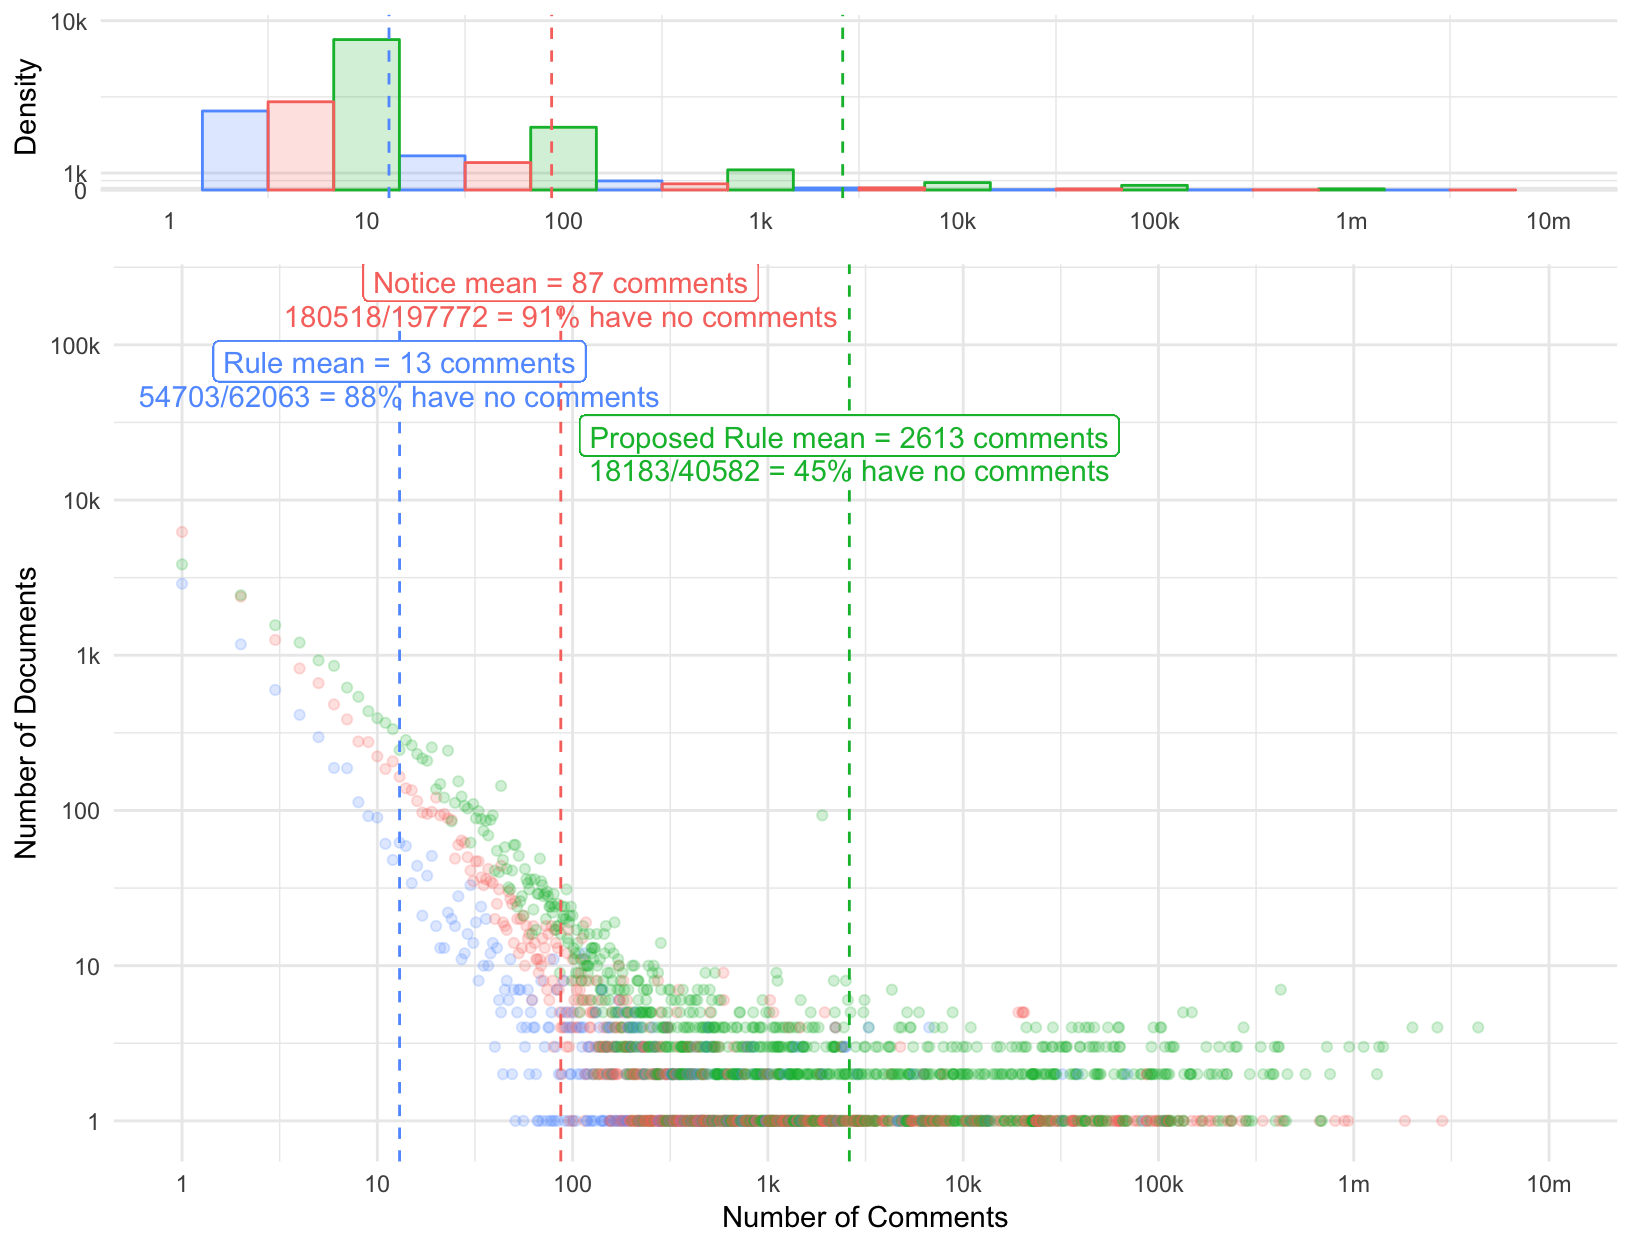 10k
1k
0
Density
1 10 100 1k 10k 100k 1m 10m
Notice mean = 87 comments
180518/197772 = 91% have no comments
Rule mean = 13 comments
54703/62063 = 88% have no comments
Proposed Rule mean = 2613 comments
18183/40582 = 45% have no comments
100k
10k
1k
100
10
1
Number of Documents
1 10 100 1k 10k 100k 1m 10m
Number of Comments